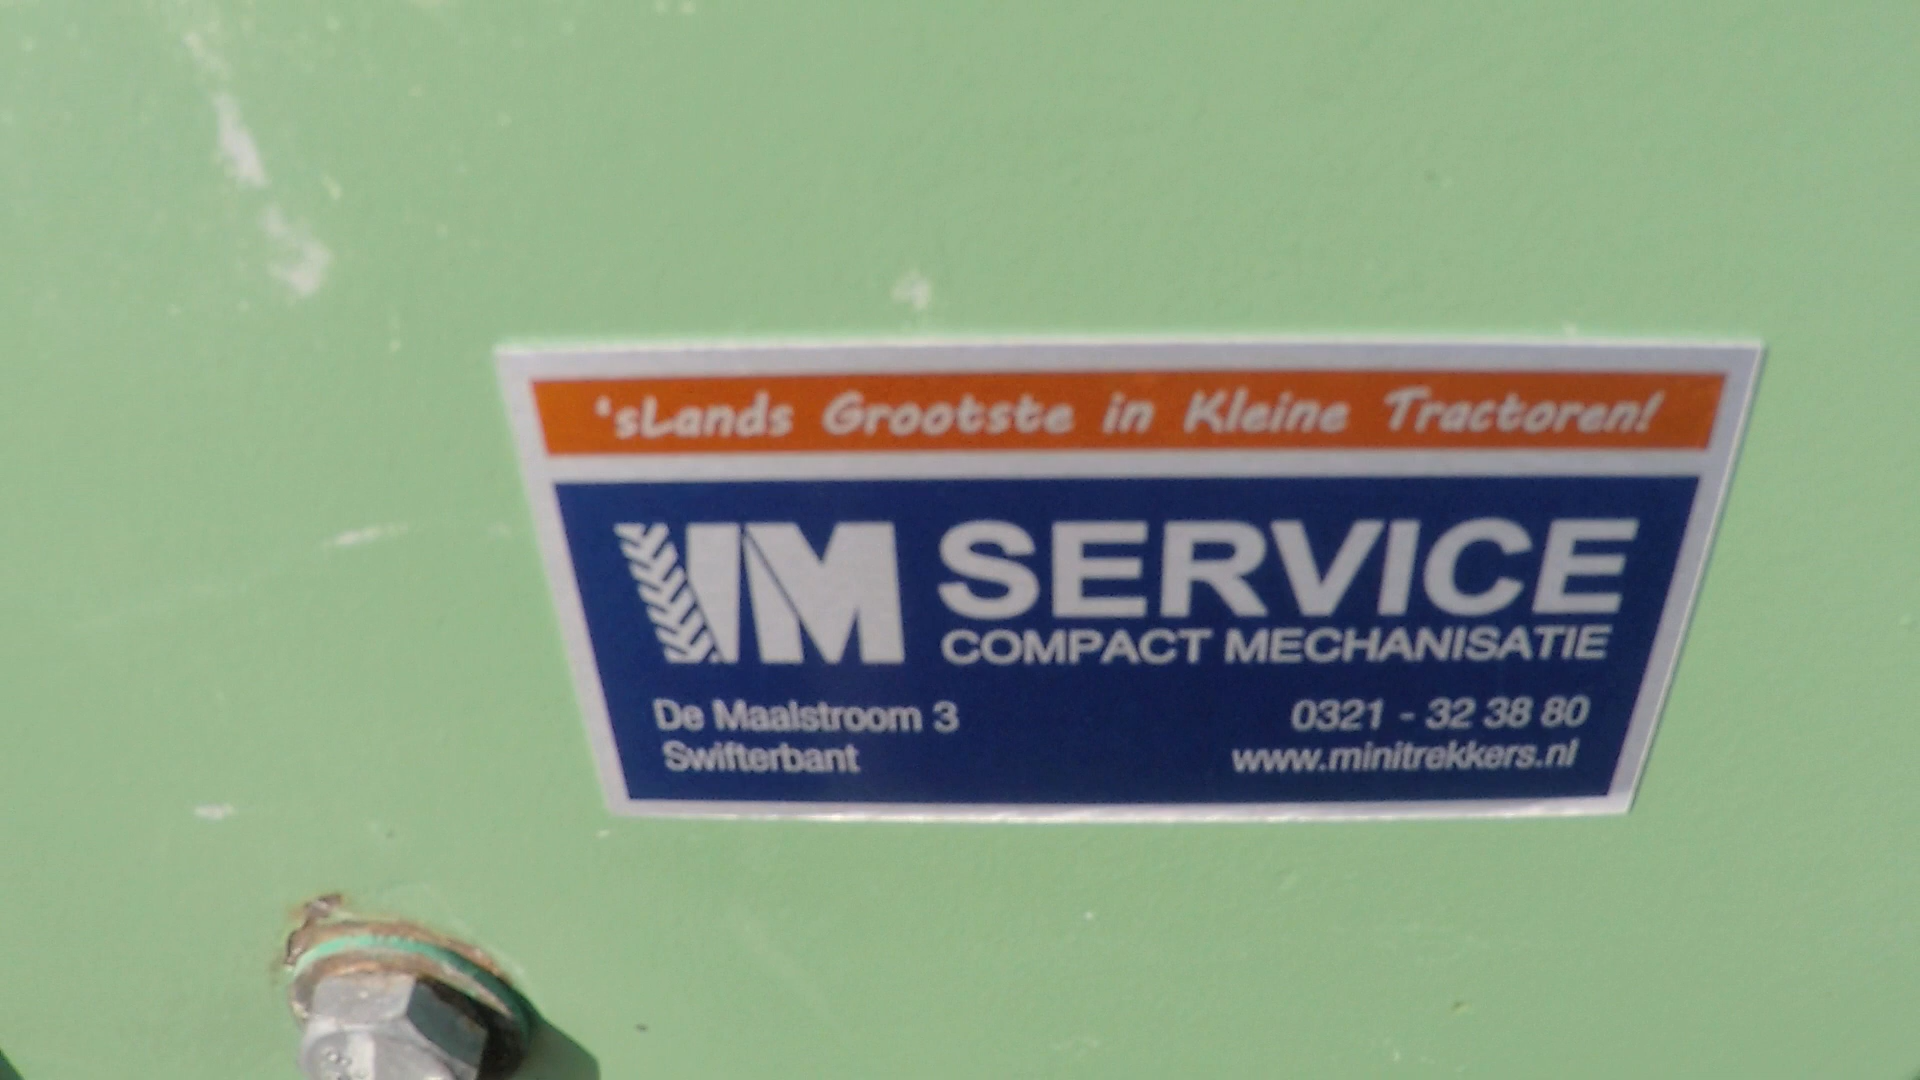 'sLands Grootste in Kleine Tractoren!
IM SERVICE
COMPACT MECHANISATIE
De Maalstroom 3
Swifterbant
0321 - 32 38 80
www.minitrekkers.nl